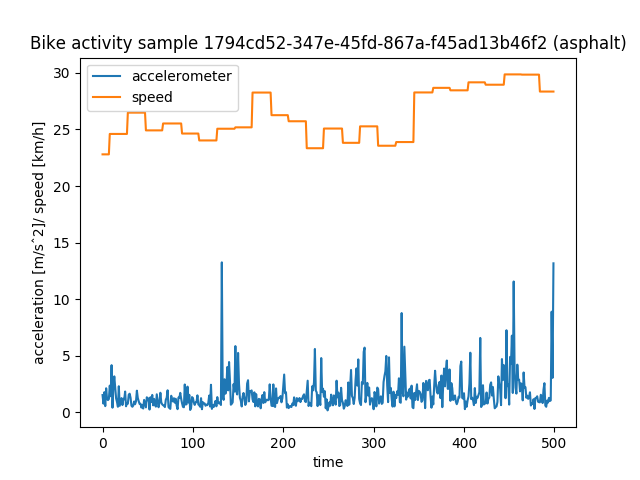 Bike activity sample 1794cd52-347e-45fd-867a-f45ad13b46f2 (asphalt)
accelerometer
speed
acceleration [m/s^2]/ speed [km/h]
30
25
20
15
10
5
0
0 100 200 300 400 500
time